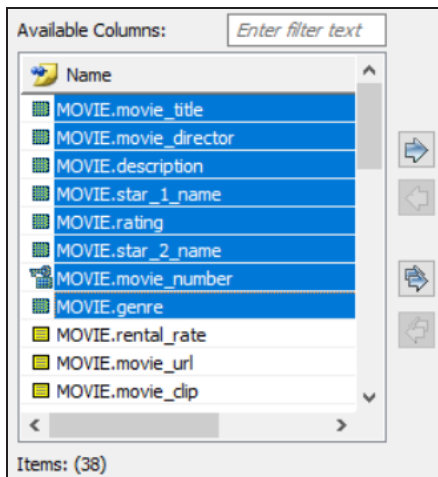 Available Columns: Enter filter text
Name
MOVIE.movie_title
MOVIE.movie_director
MOVIE.description
MOVIE.star_1_name
MOVIE.rating
MOVIE.star_2_name
MOVIE.movie_number
MOVIE.genre
MOVIE.rental_rate
MOVIE.movie_url
MOVIE.movie_clip
Items: (38)